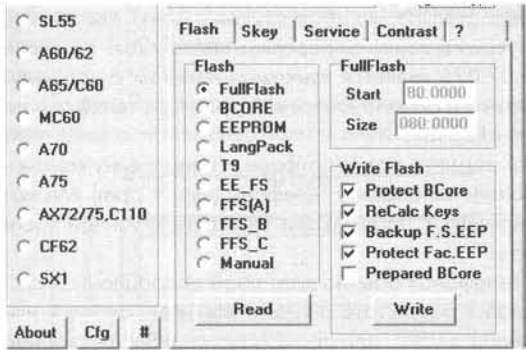 SL55
A60/62
A65/C60
MC60
A70
A75
AX72/75,C110
CF62
SX1
About Cfg #
Flash Skey Service Contrast ?
Flash
FullFlash
BCORE
EEPROM
LangPack
T9
EE_FS
FFS(A)
FFS_B
FFS_C
Manual
Read
FullFlash
Start 80:0000
Size 080:0000
Write Flash
Protect BCore
ReCalc Keys
Backup F.S.EEP
Protect Fac.EEP
Prepared BCore
Write